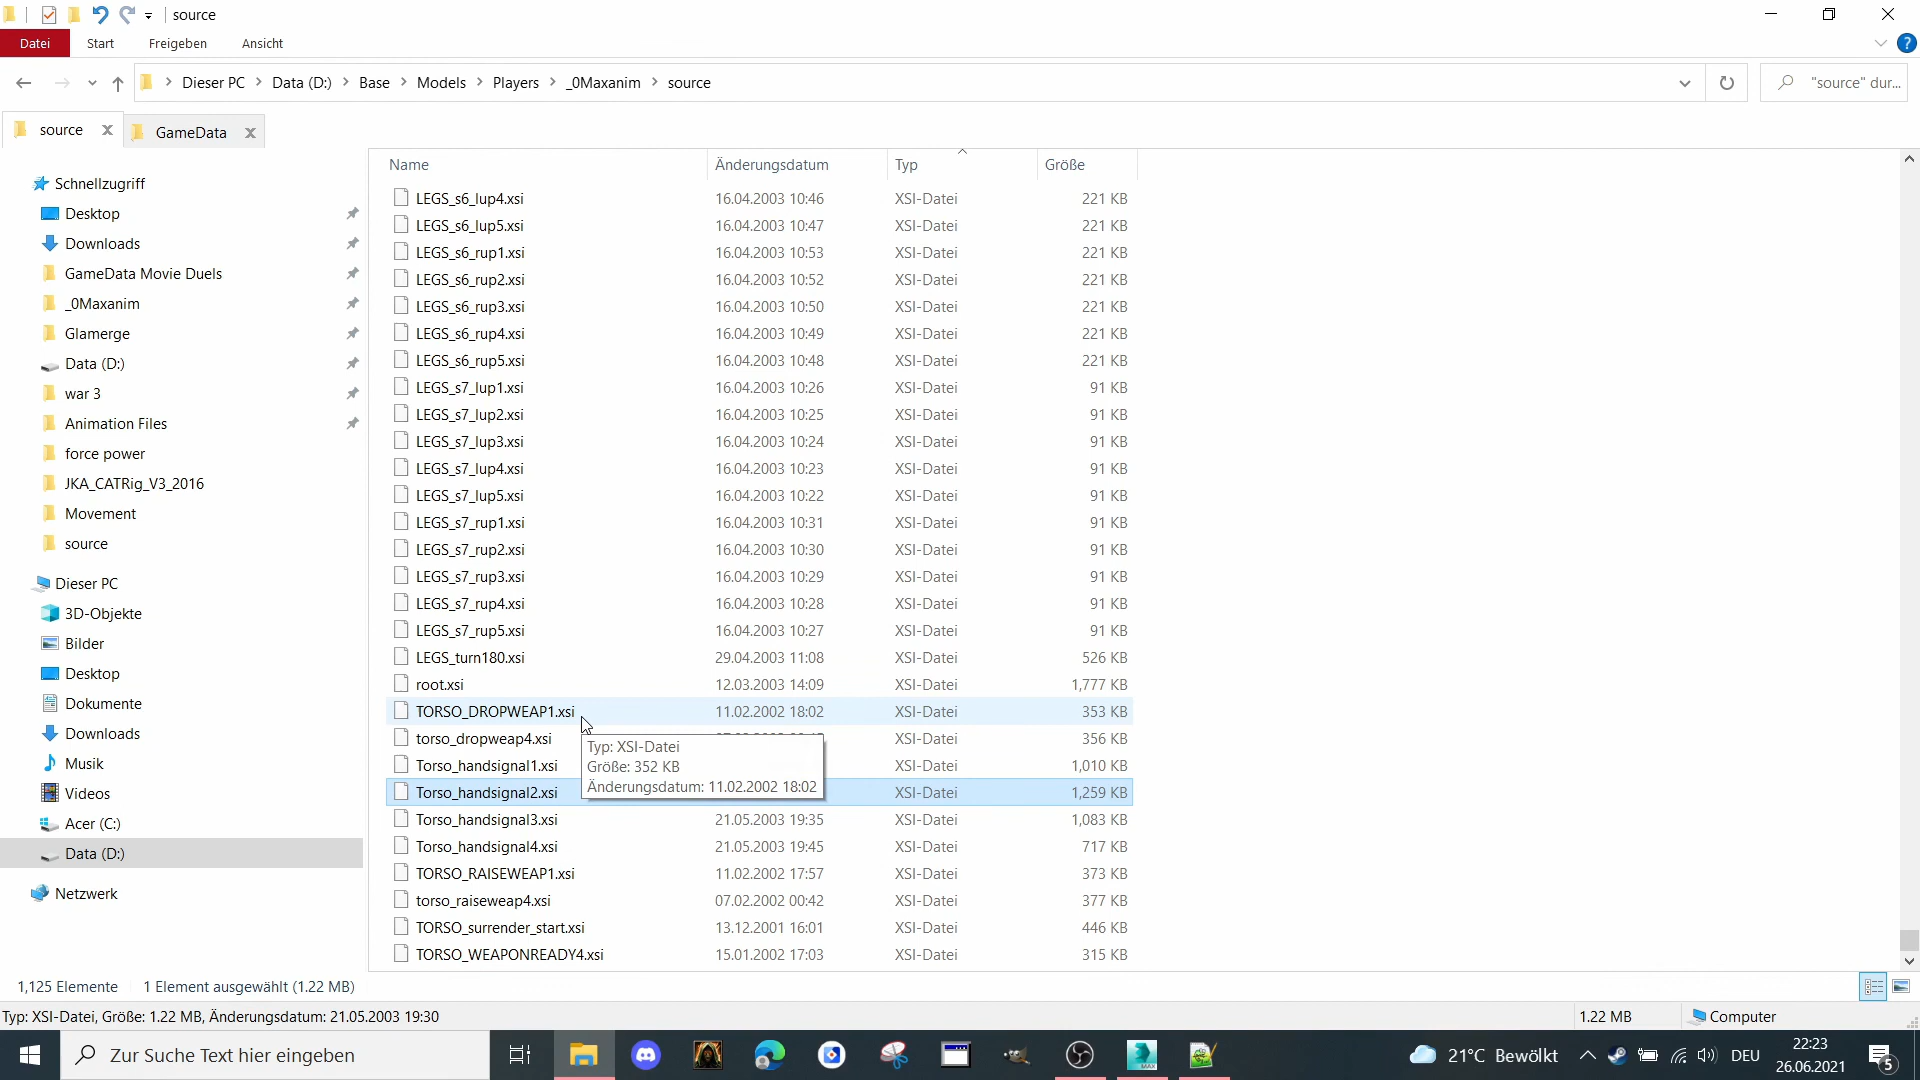 source
Datei
Start
Freigeben
Ansicht
Dieser PC
Data (D:)
Base
Models
Players
_0Maxanim
source
"source" dur...
source
GameData
Name
Änderungsdatum
Typ
Größe
Schnellzugriff
Desktop
Downloads
GameData Movie Duels
_0Maxanim
Glamerge
Data (D:)
war 3
Animation Files
force power
JKA_CATRig_V3_2016
Movement
source
Dieser PC
3D-Objekte
Bilder
Desktop
Dokumente
Downloads
Musik
Videos
Acer (C:)
Data (D:)
Netzwerk
LEGS_s6_lup4.xsi 16.04.2003 10:46 XSI-Datei 221 KB
LEGS_s6_lup5.xsi 16.04.2003 10:47 XSI-Datei 221 KB
LEGS_s6_rup1.xsi 16.04.2003 10:53 XSI-Datei 221 KB
LEGS_s6_rup2.xsi 16.04.2003 10:52 XSI-Datei 221 KB
LEGS_s6_rup3.xsi 16.04.2003 10:50 XSI-Datei 221 KB
LEGS_s6_rup4.xsi 16.04.2003 10:49 XSI-Datei 221 KB
LEGS_s6_rup5.xsi 16.04.2003 10:48 XSI-Datei 221 KB
LEGS_s7_lup1.xsi 16.04.2003 10:26 XSI-Datei 91 KB
LEGS_s7_lup2.xsi 16.04.2003 10:25 XSI-Datei 91 KB
LEGS_s7_lup3.xsi 16.04.2003 10:24 XSI-Datei 91 KB
LEGS_s7_lup4.xsi 16.04.2003 10:23 XSI-Datei 91 KB
LEGS_s7_lup5.xsi 16.04.2003 10:22 XSI-Datei 91 KB
LEGS_s7_rup1.xsi 16.04.2003 10:31 XSI-Datei 91 KB
LEGS_s7_rup2.xsi 16.04.2003 10:30 XSI-Datei 91 KB
LEGS_s7_rup3.xsi 16.04.2003 10:29 XSI-Datei 91 KB
LEGS_s7_rup4.xsi 16.04.2003 10:28 XSI-Datei 91 KB
LEGS_s7_rup5.xsi 16.04.2003 10:27 XSI-Datei 91 KB
LEGS_turn180.xsi 29.04.2003 11:08 XSI-Datei 526 KB
root.xsi 12.03.2003 14:09 XSI-Datei 1,777 KB
TORSO_DROPWEAP1.xsi 11.02.2002 18:02 XSI-Datei 353 KB
torso_dropweap4.xsi XSI-Datei 356 KB
Torso_handsignal1.xsi XSI-Datei 1,010 KB
Torso_handsignal2.xsi XSI-Datei 1,259 KB
Torso_handsignal3.xsi 21.05.2003 19:35 XSI-Datei 1,083 KB
Torso_handsignal4.xsi 21.05.2003 19:45 XSI-Datei 717 KB
TORSO_RAISEWEAP1.xsi 11.02.2002 17:57 XSI-Datei 373 KB
torso_raiseweap4.xsi 07.02.2002 00:42 XSI-Datei 377 KB
TORSO_surrender_start.xsi 13.12.2001 16:01 XSI-Datei 446 KB
TORSO_WEAPONREADY4.xsi 15.01.2002 17:03 XSI-Datei 315 KB
Typ: XSI-Datei
Größe: 352 KB
Änderungsdatum: 11.02.2002 18:02
1,125 Elemente 1 Element ausgewählt (1.22 MB)
Typ: XSI-Datei, Größe: 1.22 MB, Änderungsdatum: 21.05.2003 19:30 1.22 MB Computer
Zur Suche Text hier eingeben
21°C Bewölkt
DEU
22:23
26.06.2021
5